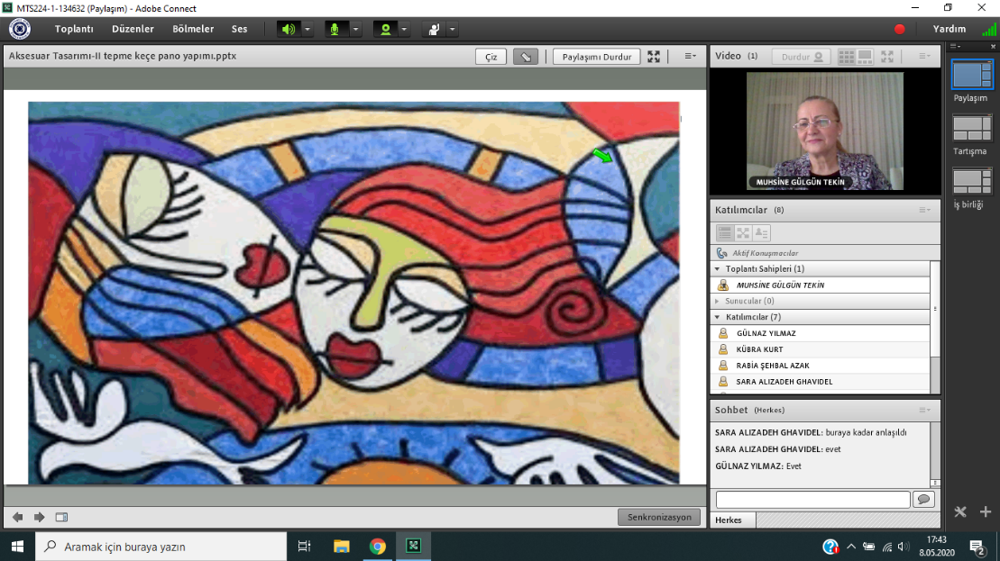 MTS224-1-134632 (Paylaşım) - Adobe Connect
Toplantı Düzenler Bölmeler Ses Yardım
Aksesuar Tasarımı-II tepme keçe pano yapımı.pptx
Çiz Paylaşımı Durdur
Video (1) Durdur
MUHSİNE GÜLGÜN TEKİN
Paylaşım
Tartışma
İş birliği
Katılımcılar (8)
Aktif Konuşmacılar
Toplantı Sahipleri (1)
MUHSİNE GÜLGÜN TEKİN
Sunucular (0)
Katılımcılar (7)
GÜLNAZ YILMAZ
KÜBRA KURT
RABİA ŞEHBAL AZAK
SARA ALIZADEH GHAVIDEL
Sohbet (Herkes)
SARA ALIZADEH GHAVIDEL: buraya kadar anlaşıldı
SARA ALIZADEH GHAVIDEL: evet
GÜLNAZ YILMAZ: Evet
Herkes
Senkronizasyon
Aramak için buraya yazın
17:43
8.05.2020
2